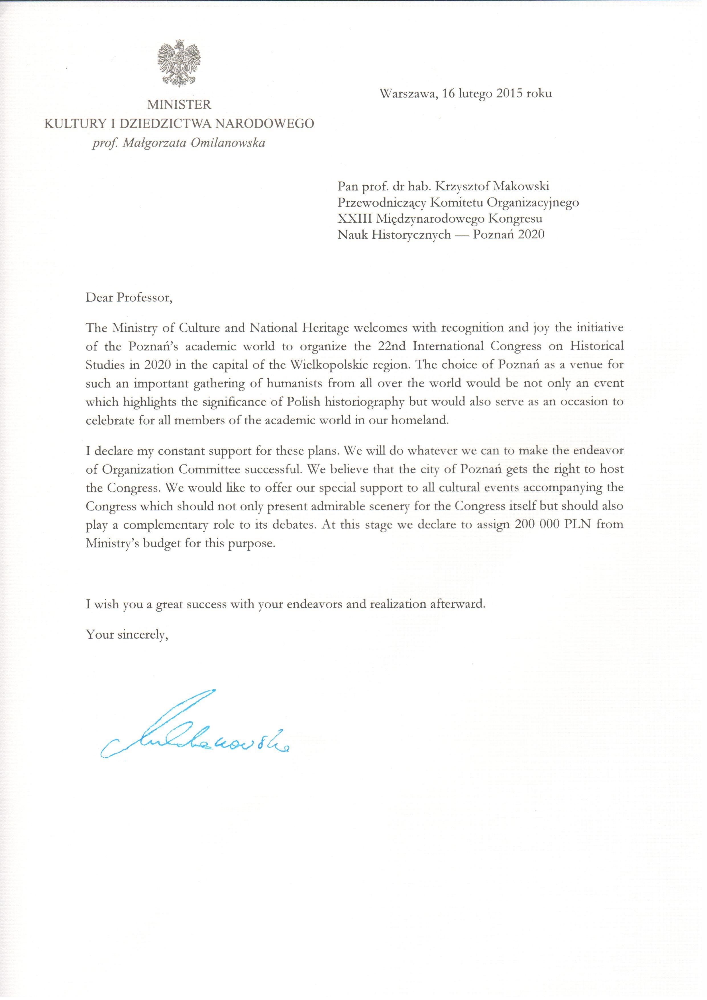 MINISTER
KULTURY I DZIEDZICTWA NARODOWEGO
prof. Małgorzata Omilanowska
Warszawa, 16 lutego 2015 roku
Pan prof. dr hab. Krzysztof Makowski
Przewodniczący Komitetu Organizacyjnego
XXIII Międzynarodowego Kongresu
Nauk Historycznych — Poznań 2020
Dear Professor,
The Ministry of Culture and National Heritage welcomes with recognition and joy the initiative
of the Poznań's academic world to organize the 22nd International Congress on Historical
Studies in 2020 in the capital of the Wielkopolskie region. The choice of Poznań as a venue for
such an important gathering of humanists from all over the world would be not only an event
which highlights the significance of Polish historiography but would also serve as an occasion to
celebrate for all members of the academic world in our homeland.
I declare my constant support for these plans. We will do whatever we can to make the endeavor
of Organization Committee successful. We believe that the city of Poznań gets the right to host
the Congress. We would like to offer our special support to all cultural events accompanying the
Congress which should not only present admirable scenery for the Congress itself but should also
play a complementary role to its debates. At this stage we declare to assign 200 000 PLN from
Ministry's budget for this purpose.
I wish you a great success with your endeavors and realization afterward.
Your sincerely,